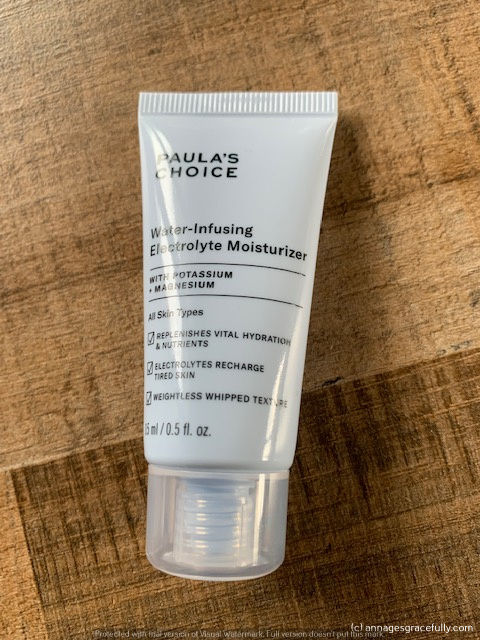 PAULA'S
CHOICE
Water-Infusing
Electrolyte Moisturizer
WITH POTASSIUM
+ MAGNESIUM
All Skin Types
REPLENISHES VITAL HYDRATION
& NUTRIENTS
ELECTROLYTES RECHARGE
TIRED SKIN
WEIGHTLESS WHIPPED TEXTURE
15 ml / 0.5 fl. oz.
(c) annagesgracefully.com
Protected with trial version of Visual Watermark. Full version doesn't put this mark.